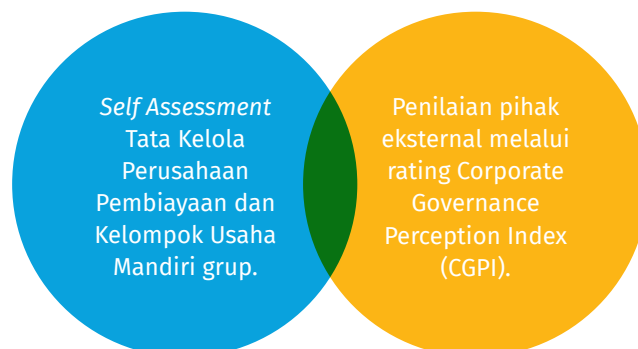 Self Assessment
Tata Kelola
Perusahaan
Pembiayaan dan
Kelompok Usaha
Mandiri grup.
Penilaian pihak
eksternal melalui
rating Corporate
Governance
Perception Index
(CGPI).